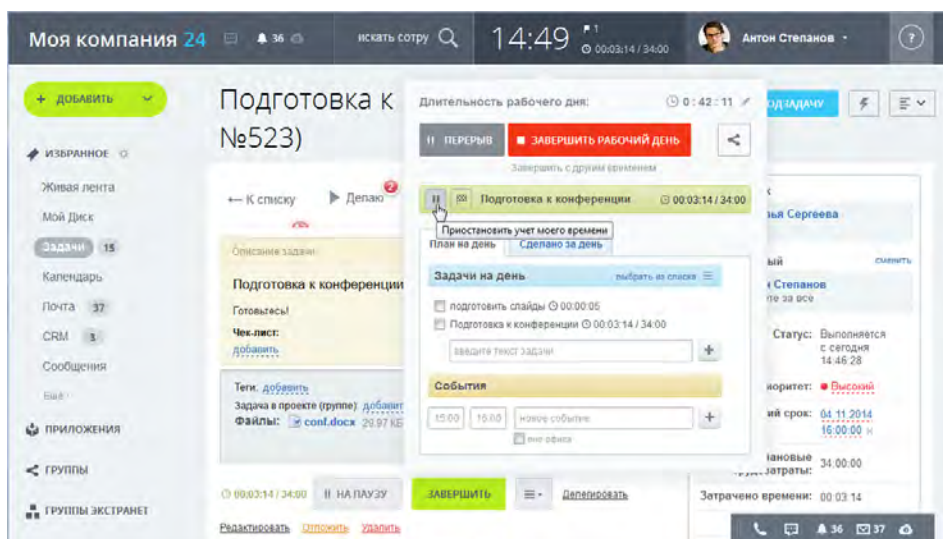 Моя компания 24
36
искать сотру
14:49
1
00:03:14 / 34:00
Антон Степанов
?
+ ДОБАВИТЬ
ИЗБРАННОЕ
Живая лента
Мой Диск
Задачи 15
Календарь
Почта 37
CRM 3
Сообщения
Ещё
ПРИЛОЖЕНИЯ
ГРУППЫ
ГРУППЫ ЭКСТРАНЕТ
Подготовка к
№523)
← К списку
Делаю
2
Описание задачи
Подготовка к конференции
Готовьтесь!
Чек-лист:
добавить
Теги: добавить
Задача в проекте (группе): добавит
Файлы: conf.docx 29.97 КБ
00:03:14 / 34:00
НА ПАУЗУ
ЗАВЕРШИТЬ
Делегировать
Редактировать Отложить Удалить
Длительность рабочего дня:
0:42:11
ПЕРЕРЫВ
ЗАВЕРШИТЬ РАБОЧИЙ ДЕНЬ
Завершить с другим временем
Подготовка к конференции
00:03:14 / 34:00
Приостановить учет моего времени
План на день
Сделано за день
Задачи на день
выбрать из списка
подготовить слайды 00:00:05
Подготовка к конференции 00:03:14 / 34:00
введите текст задачи
+
События
15:00
16:00
новое событие
+
вне офиса
ПОДЗАДАЧУ
ья Сергеева
ый
сменить
Степанов
те за все
Статус: Выполняется
с сегодня
14:46:28
иоритет: Высокий
ий срок: 04.11.2014
16:00:00
ановые
затраты:
34:00:00
Затрачено времени: 00:03:14
36
37